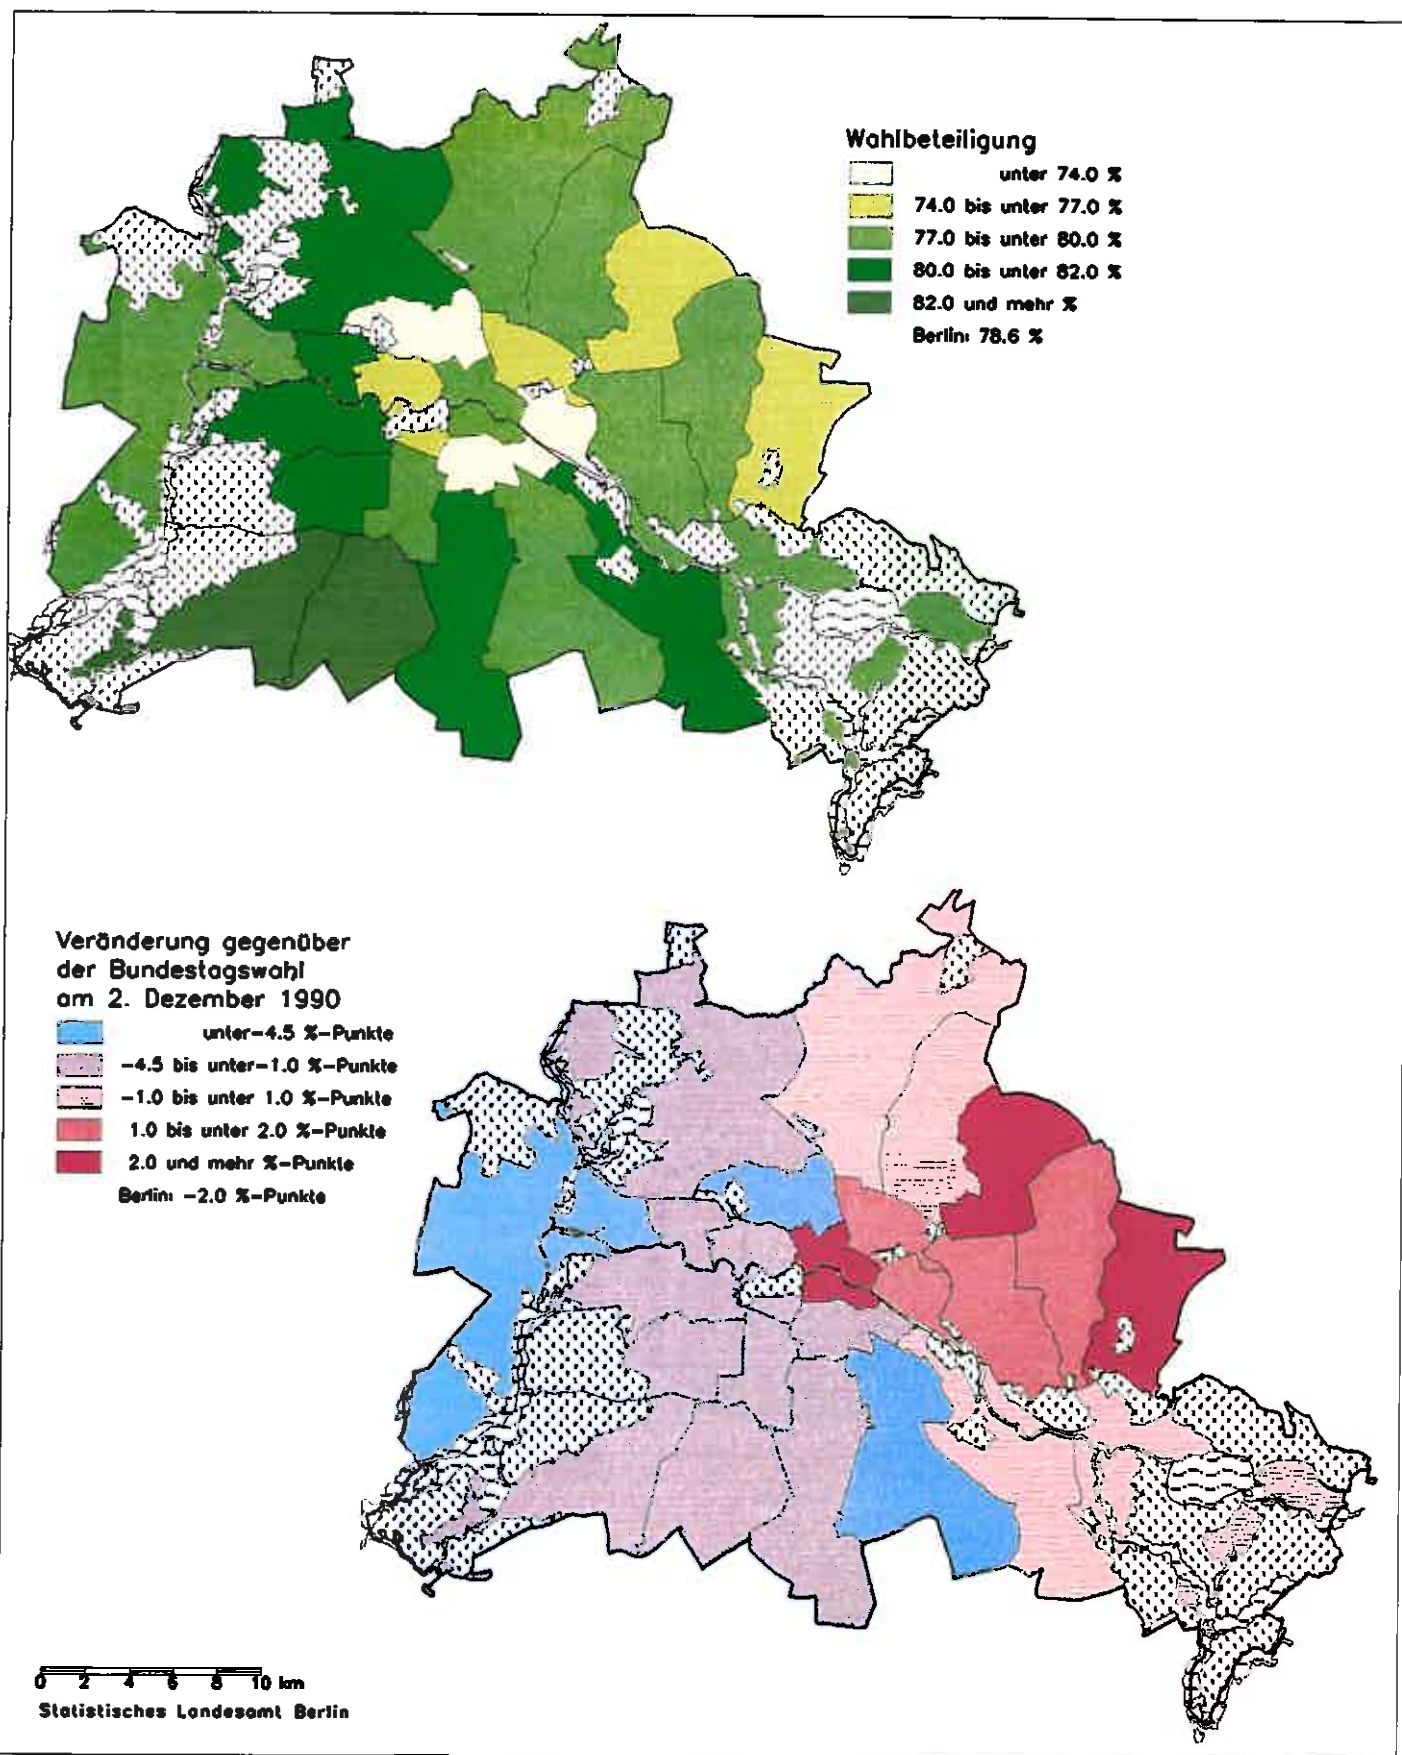 Wahlbeteiligung
unter 74.0 %
74.0 bis unter 77.0 %
77.0 bis unter 80.0 %
80.0 bis unter 82.0 %
82.0 und mehr %
Berlin: 78.6 %
Veränderung gegenüber
der Bundestagswahl
am 2. Dezember 1990
unter-4.5 %-Punkte
-4.5 bis unter-1.0 %-Punkte
-1.0 bis unter 1.0 %-Punkte
1.0 bis unter 2.0 %-Punkte
2.0 und mehr %-Punkte
Berlin: -2.0 %-Punkte
0 2 4 6 8 10 km
Statistisches Landesamt Berlin